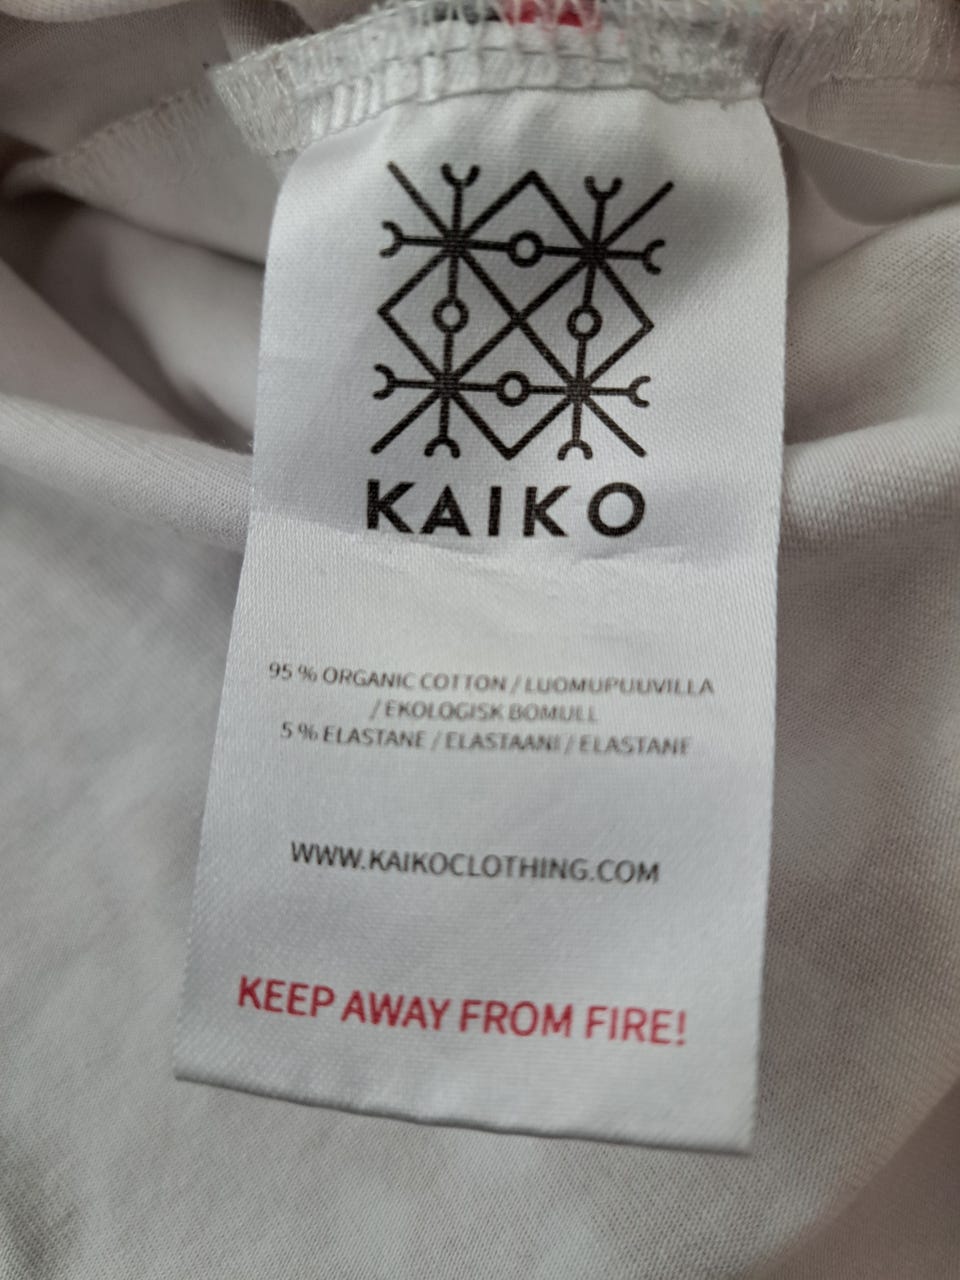 KAIKO
95 % ORGANIC COTTON / LUOMUPUUVILLA
/ EKOLOGISK BOMULL
5 % ELASTANE / ELASTAANI / ELASTANE
WWW.KAIKOCLOTHING.COM
KEEP AWAY FROM FIRE!